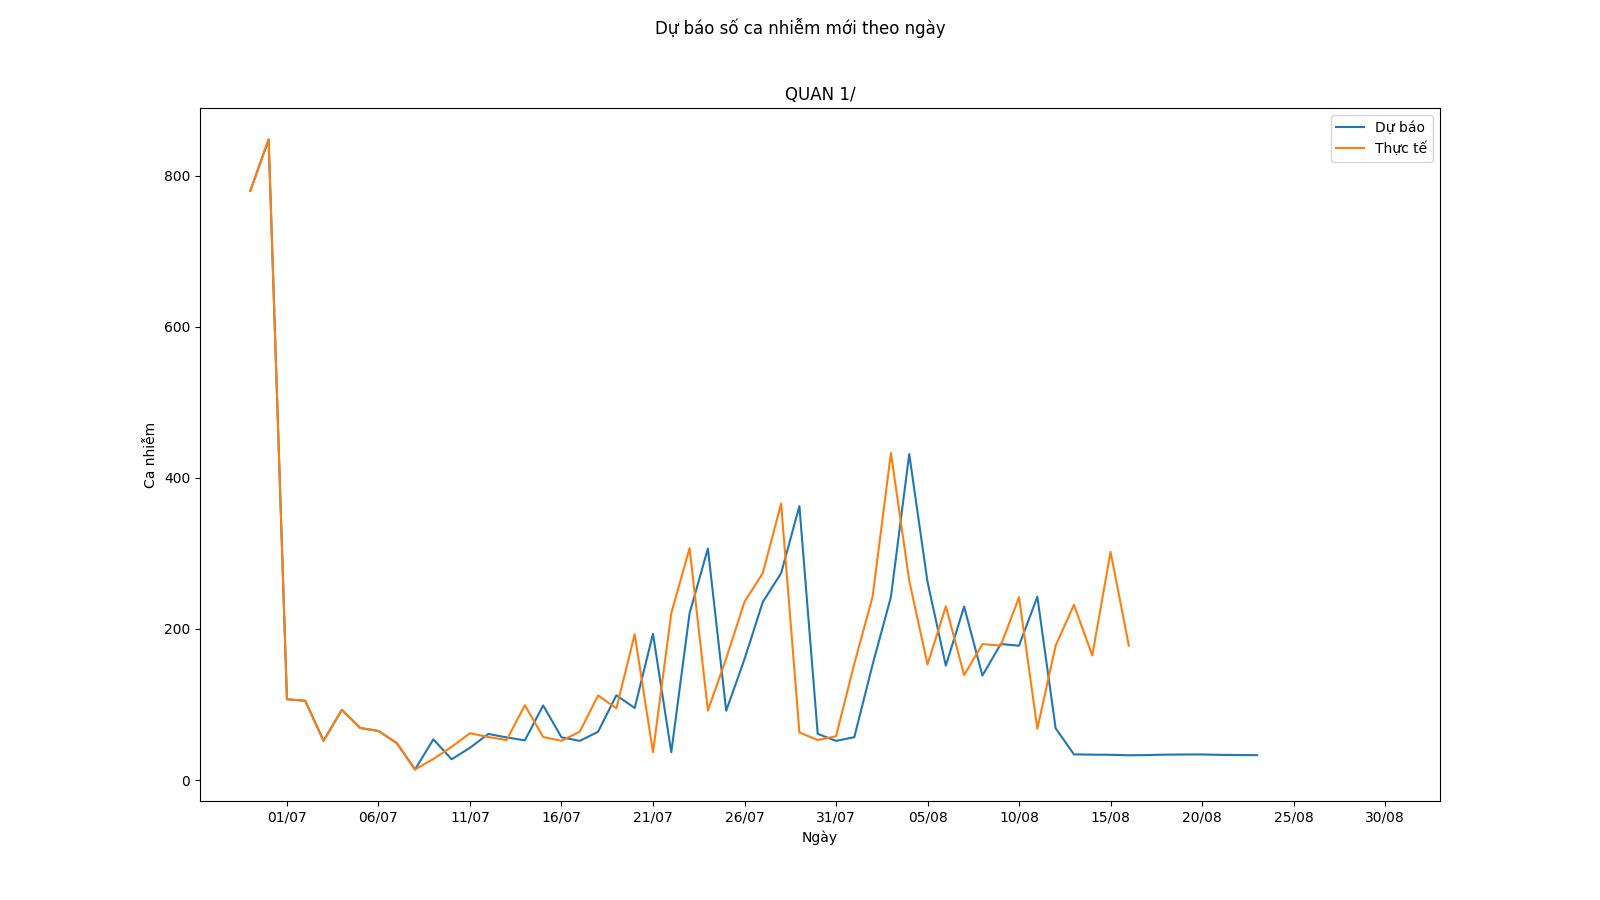 Dự báo số ca nhiễm mới theo ngày
QUAN 1/
Dự báo
Thực tế
800
600
400
200
0
Ca nhiễm
01/07 06/07 11/07 16/07 21/07 26/07 31/07 05/08 10/08 15/08 20/08 25/08 30/08
Ngày